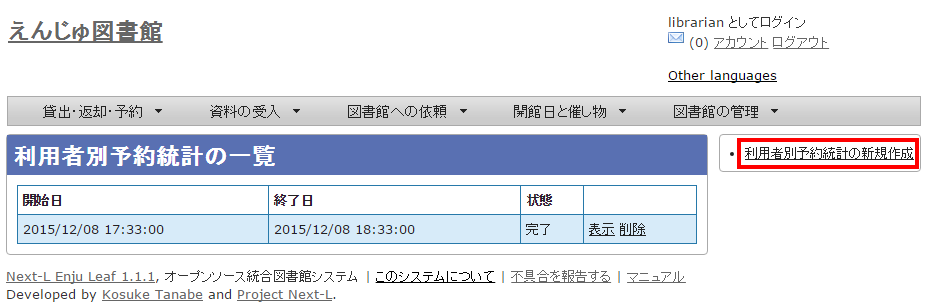 えんじゅ図書館
librarian としてログイン
(0) アカウント ログアウト
Other languages
貸出・返却・予約 資料の受入 図書館への依頼 開館日と催し物 図書館の管理
利用者別予約統計の一覧
• 利用者別予約統計の新規作成
開始日 終了日 状態
2015/12/08 17:33:00 2015/12/08 18:33:00 完了 表示 削除
Next-L Enju Leaf 1.1.1, オープンソース統合図書館システム | このシステムについて | 不具合を報告する | マニュアル
Developed by Kosuke Tanabe and Project Next-L.